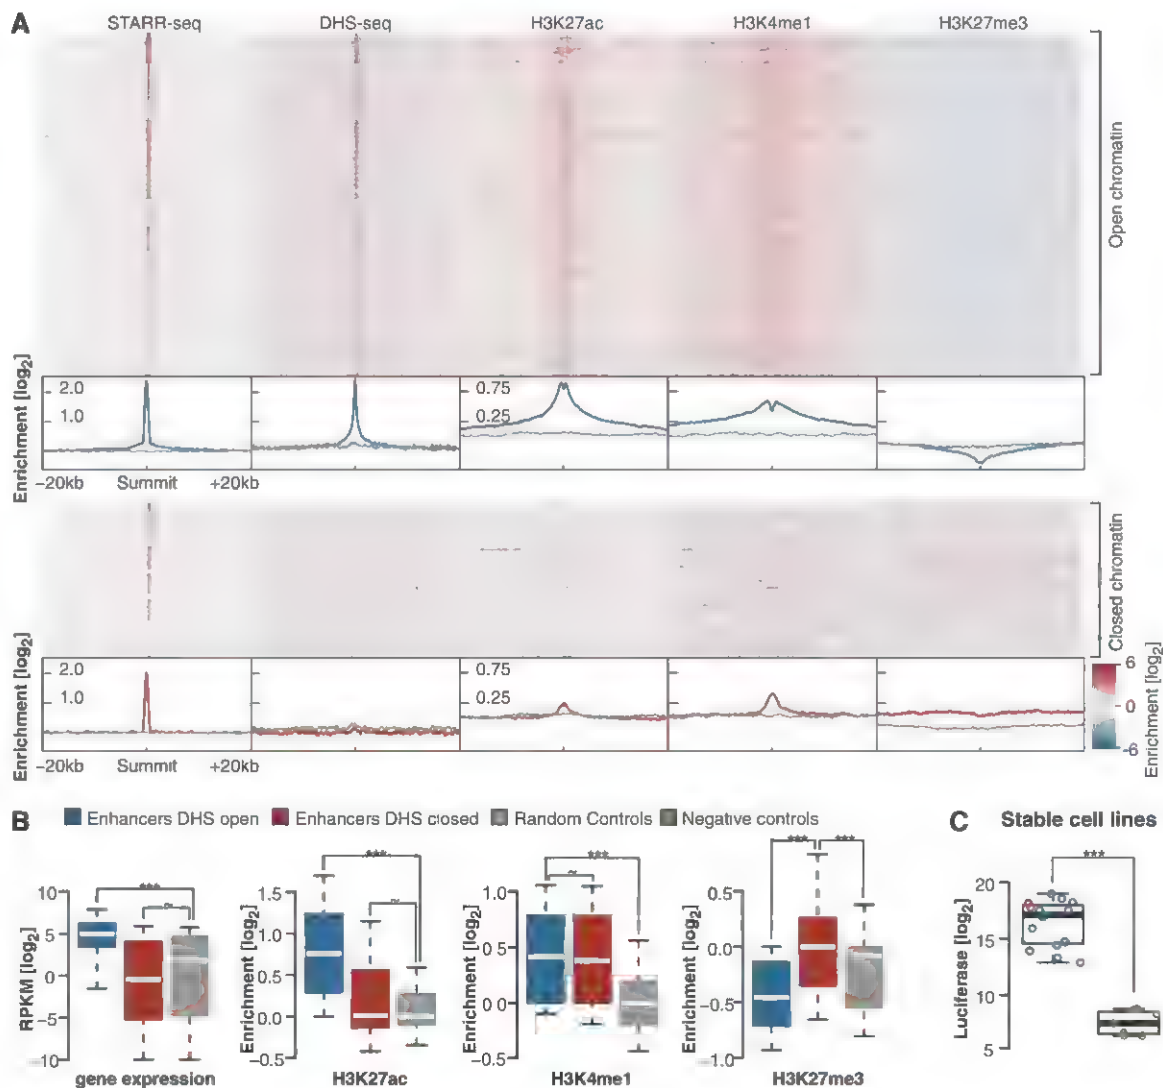 A
STARR-seq DHS-seq H3K27ac H3K4me1 H3K27me3
Open chromatin
Enrichment [log2]
2.0
1.0
0.75
0.25
−20kb Summit +20kb
Closed chromatin
Enrichment [log2]
2.0
1.0
0.75
0.25
−20kb Summit +20kb
6
0
−6
Enrichment [log2]
B
Enhancers DHS open Enhancers DHS closed Random Controls Negative controls
RPKM [log2]
10
5
0
−5
−10
***
~
gene expression
Enrichment [log2]
1.5
1.0
0.5
0.0
−0.5
***
~
H3K27ac
Enrichment [log2]
1.0
0.5
0.0
−0.5
***
~
H3K4me1
Enrichment [log2]
0.5
0.0
−0.5
−1.0
*** ***
H3K27me3
C Stable cell lines
***
Luciferase [log2]
20
15
10
5